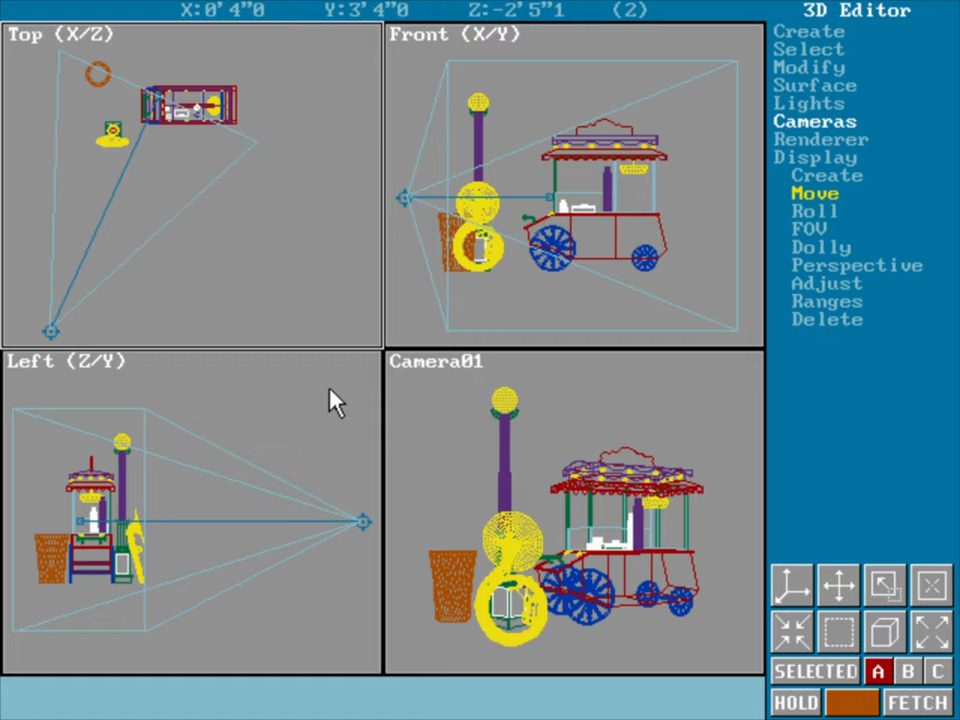 X:0'4"0 Y:3'4"0 Z:-2'5"1 (2) 3D Editor
Top (X/Z)
Front (X/Y)
Left (Z/Y)
Camera01
Create
Select
Modify
Surface
Lights
Cameras
Renderer
Display
Create
Move
Roll
FOV
Dolly
Perspective
Adjust
Ranges
Delete
SELECTED A B C
HOLD FETCH